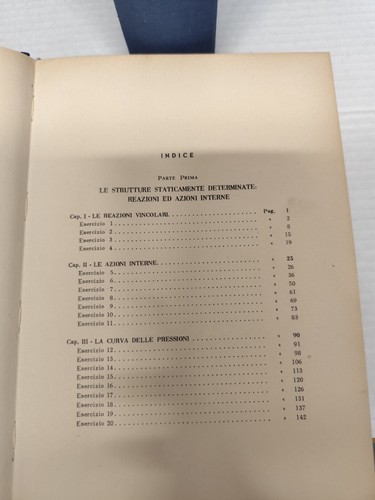 INDICE
PARTE PRIMA
LE STRUTTURE STATICAMENTE DETERMINATE:
REAZIONI ED AZIONI INTERNE
Cap. I - LE REAZIONI VINCOLARI. Pag. 1
Esercizio 1 » 2
Esercizio 2 » 8
Esercizio 3 » 15
Esercizio 4 » 19
Cap. II - LE AZIONI INTERNE. » 25
Esercizio 5 » 26
Esercizio 6 » 36
Esercizio 7 » 50
Esercizio 8 » 61
Esercizio 9 » 69
Esercizio 10 » 73
Esercizio 11 » 83
Cap. III - LA CURVA DELLE PRESSIONI » 90
Esercizio 12 » 91
Esercizio 13 » 98
Esercizio 14 » 106
Esercizio 15 » 113
Esercizio 16 » 120
Esercizio 17 » 126
Esercizio 18 » 131
Esercizio 19 » 137
Esercizio 20 » 142